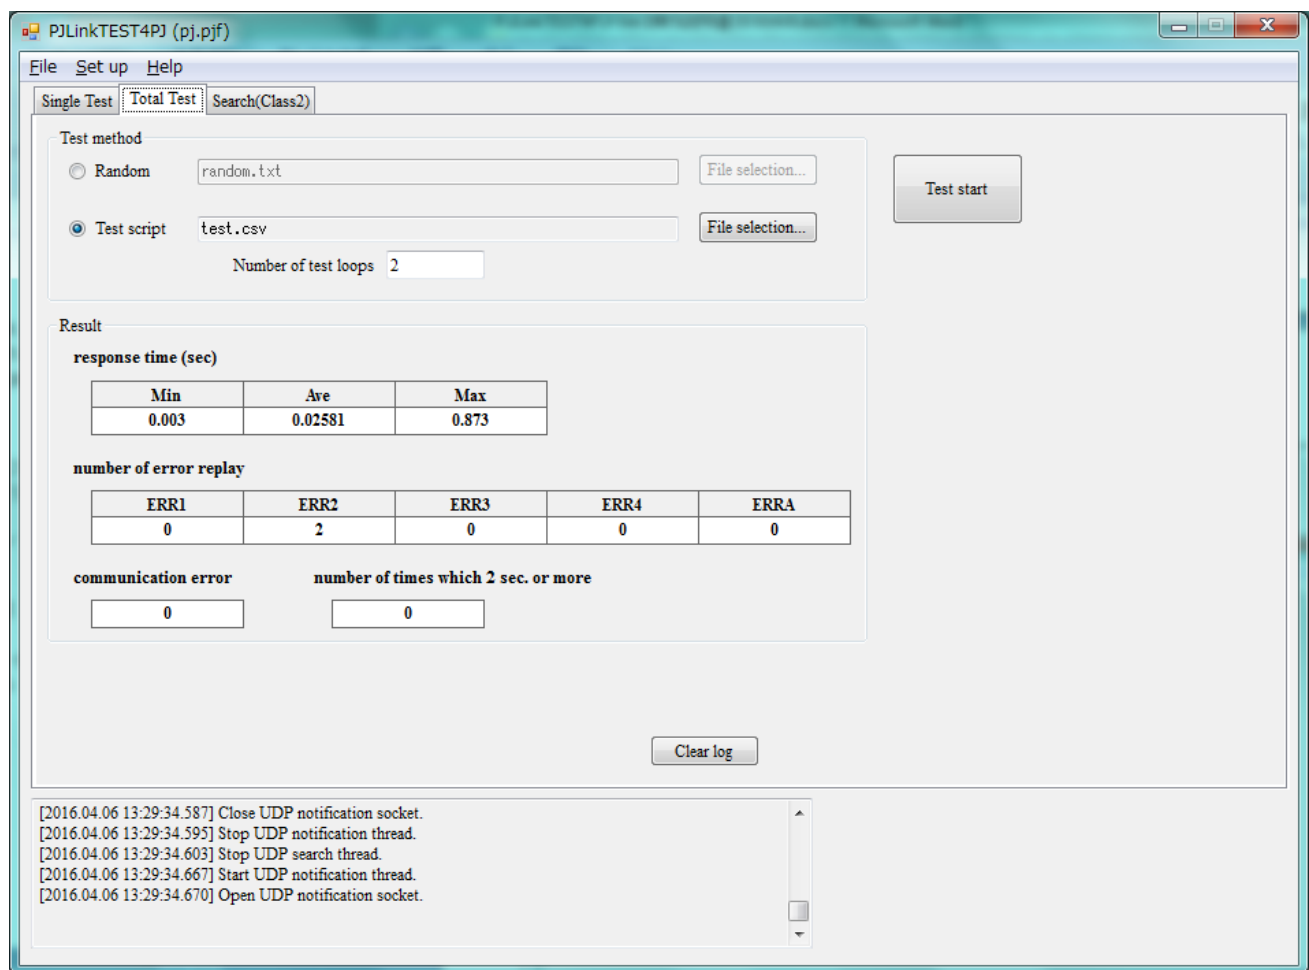 PJLinkTEST4PJ (pj.pjf)
File Set up Help
Single Test Total Test Search(Class2)
Test method
Random random.txt File selection...
Test start
Test script test.csv File selection...
Number of test loops 2
Result
response time (sec)
Min Ave Max
0.003 0.02581 0.873
number of error replay
ERR1 ERR2 ERR3 ERR4 ERRA
0 2 0 0 0
communication error number of times which 2 sec. or more
0 0
Clear log
[2016.04.06 13:29:34.587] Close UDP notification socket.
[2016.04.06 13:29:34.595] Stop UDP notification thread.
[2016.04.06 13:29:34.603] Stop UDP search thread.
[2016.04.06 13:29:34.667] Start UDP notification thread.
[2016.04.06 13:29:34.670] Open UDP notification socket.